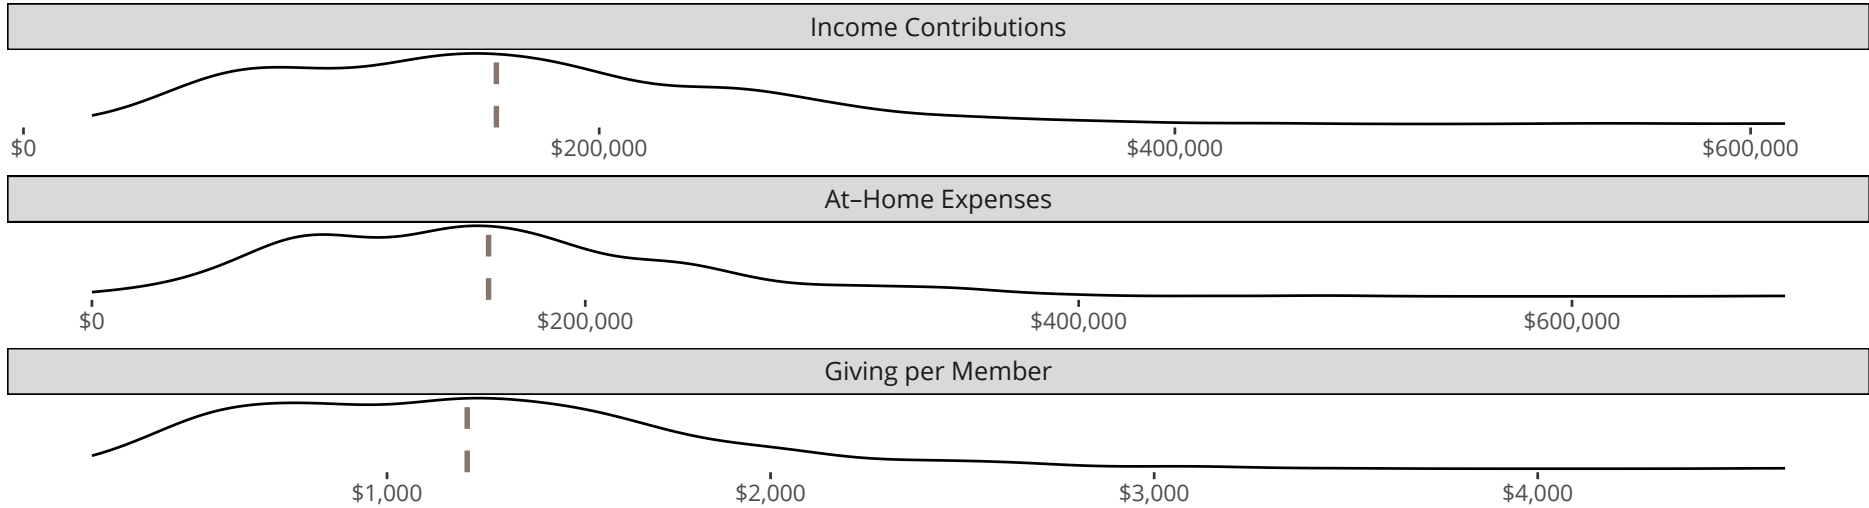 Income Contributions
$0 $200,000 $400,000 $600,000
At–Home Expenses
$0 $200,000 $400,000 $600,000
Giving per Member
$1,000 $2,000 $3,000 $4,000